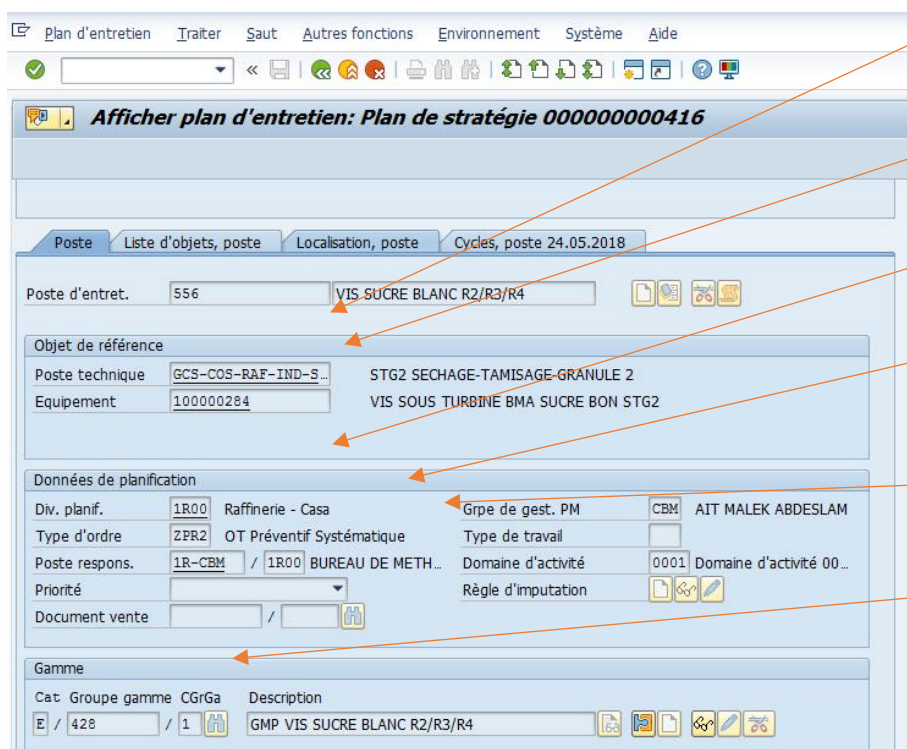 Plan d'entretien Traiter Saut Autres fonctions Environnement Système Aide
Afficher plan d'entretien: Plan de stratégie 000000000416
Poste Liste d'objets, poste Localisation, poste Cycles, poste 24.05.2018
Poste d'entret. 556 VIS SUCRE BLANC R2/R3/R4
Objet de référence
Poste technique GCS-COS-RAF-IND-S… STG2 SECHAGE-TAMISAGE-GRANULE 2
Equipement 100000284 VIS SOUS TURBINE BMA SUCRE BON STG2
Données de planification
Div. planif. 1R00 Raffinerie - Casa Grpe de gest. PM CBM AIT MALEK ABDESLAM
Type d'ordre ZPR2 OT Préventif Systématique Type de travail
Poste respons. 1R-CBM / 1R00 BUREAU DE METH… Domaine d'activité 0001 Domaine d'activité 00…
Priorité Règle d'imputation
Document vente /
Gamme
Cat Groupe gamme CGrGa Description
E / 428 / 1 GMP VIS SUCRE BLANC R2/R3/R4